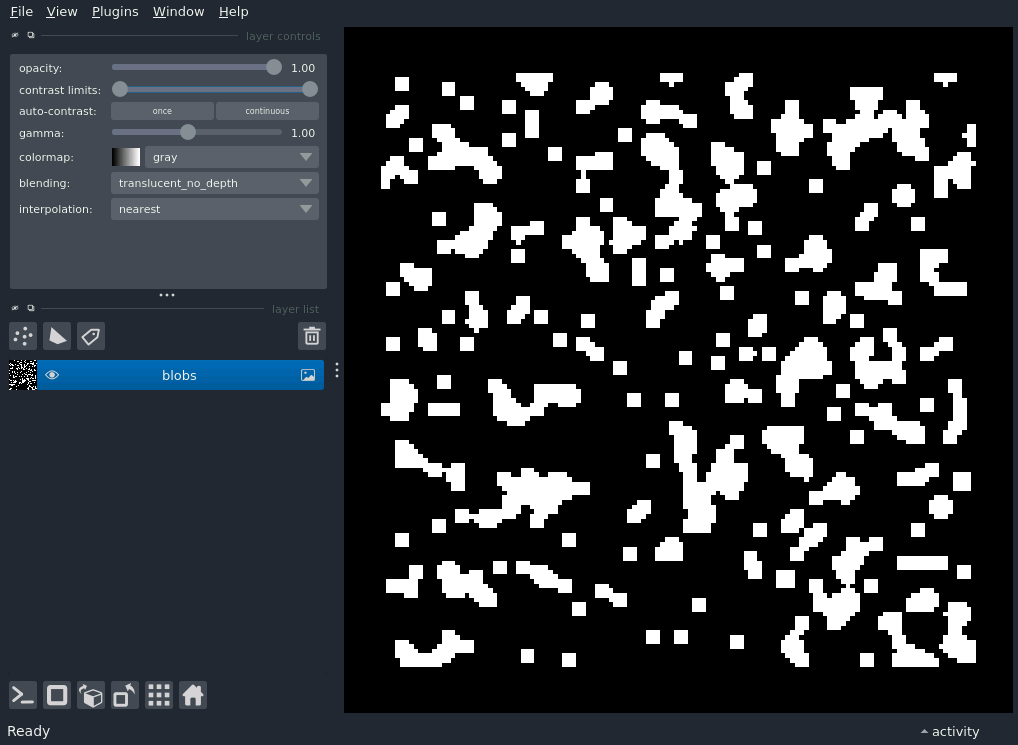 File View Plugins Window Help
layer controls
opacity: 1.00
contrast limits:
auto-contrast: once continuous
gamma: 1.00
colormap: gray
blending: translucent_no_depth
interpolation: nearest
layer list
blobs
Ready activity